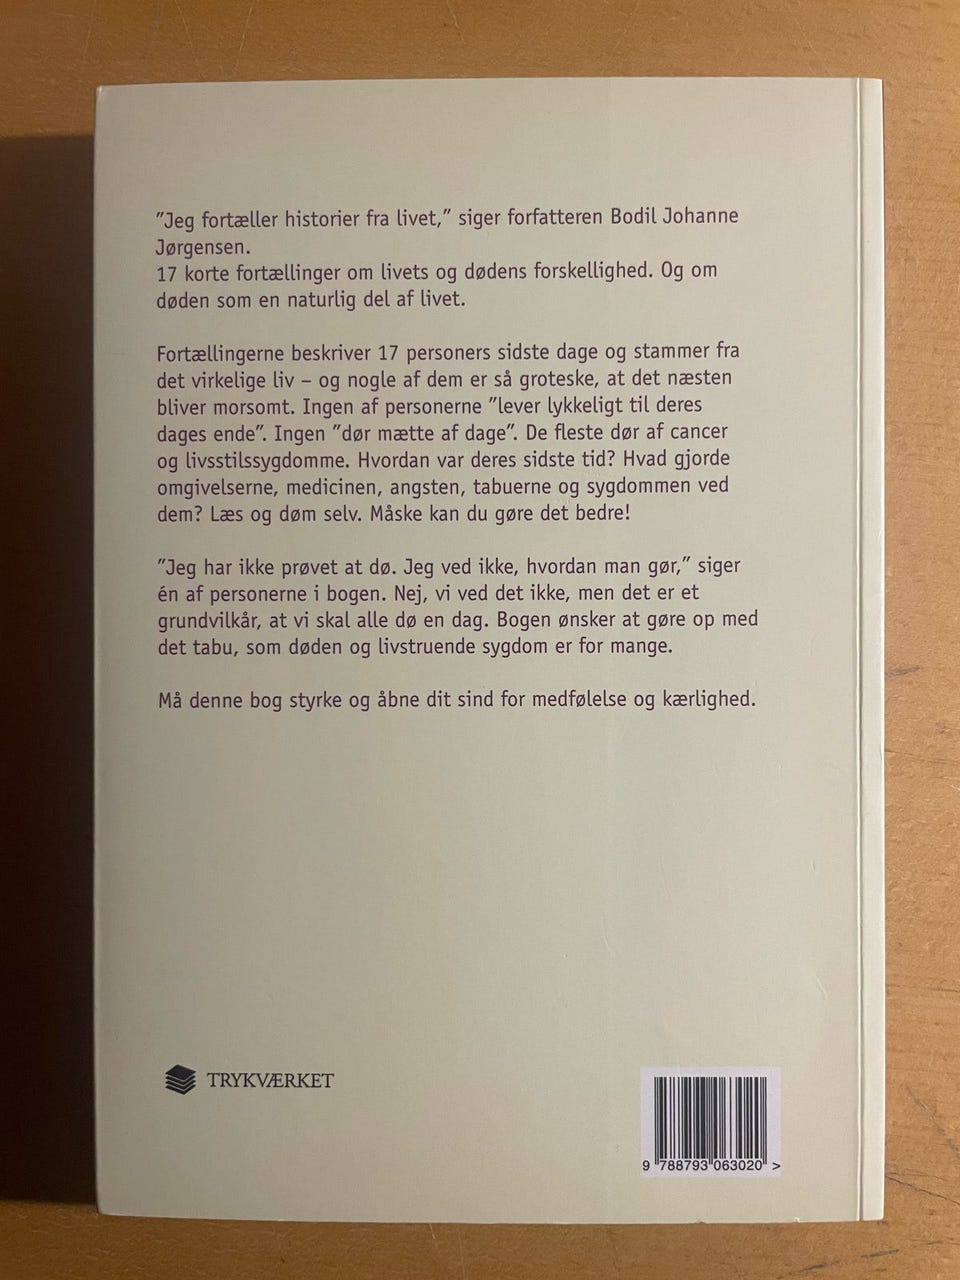 ”Jeg fortæller historier fra livet,” siger forfatteren Bodil Johanne
Jørgensen.
17 korte fortællinger om livets og dødens forskellighed. Og om
døden som en naturlig del af livet.
Fortællingerne beskriver 17 personers sidste dage og stammer fra
det virkelige liv – og nogle af dem er så groteske, at det næsten
bliver morsomt. Ingen af personerne ”lever lykkeligt til deres
dages ende”. Ingen ”dør mætte af dage”. De fleste dør af cancer
og livsstilssygdomme. Hvordan var deres sidste tid? Hvad gjorde
omgivelserne, medicinen, angsten, tabuerne og sygdommen ved
dem? Læs og døm selv. Måske kan du gøre det bedre!
”Jeg har ikke prøvet at dø. Jeg ved ikke, hvordan man gør,” siger
én af personerne i bogen. Nej, vi ved det ikke, men det er et
grundvilkår, at vi skal alle dø en dag. Bogen ønsker at gøre op med
det tabu, som døden og livstruende sygdom er for mange.
Må denne bog styrke og åbne dit sind for medfølelse og kærlighed.
TRYKVÆRKET
9 788793 063020 >